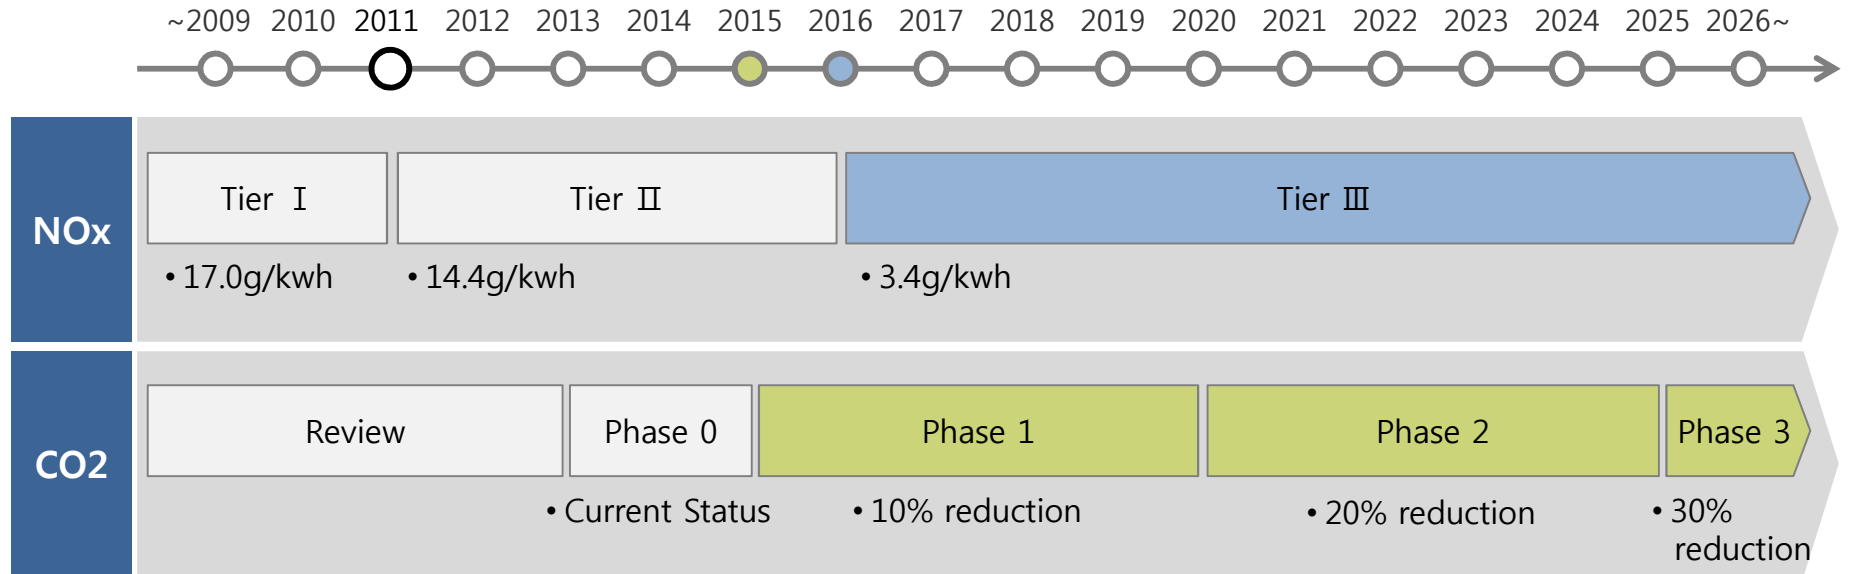 ~2009 2010 2011 2012 2013 2014 2015 2016 2017 2018 2019 2020 2021 2022 2023 2024 2025 2026~
NOx
Tier Ⅰ
Tier Ⅱ
Tier Ⅲ
• 17.0g/kwh
• 14.4g/kwh
• 3.4g/kwh
CO2
Review
Phase 0
Phase 1
Phase 2
Phase 3
• Current Status
• 10% reduction
• 20% reduction
• 30%
reduction